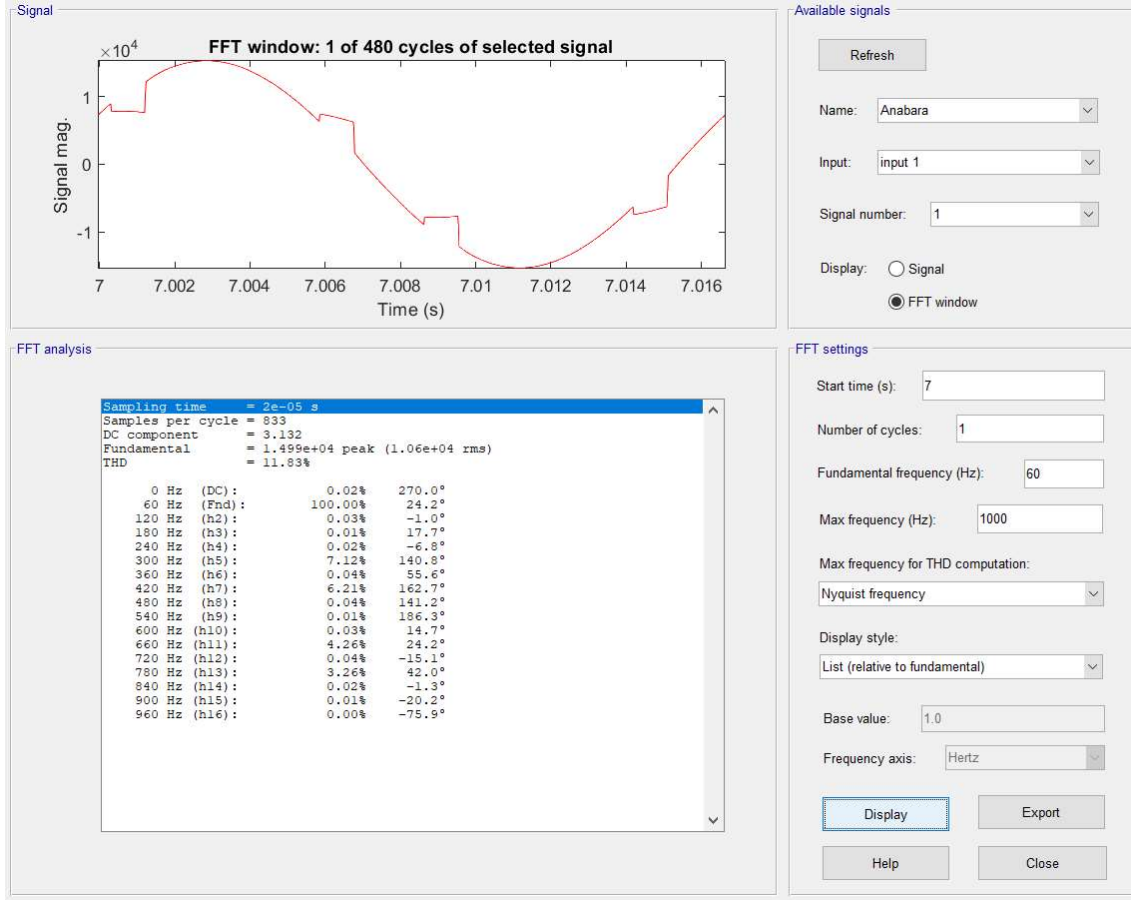 Signal
×10⁴
FFT window: 1 of 480 cycles of selected signal
Signal mag.
1
0
-1
7 7.002 7.004 7.006 7.008 7.01 7.012 7.014 7.016
Time (s)
Available signals
Refresh
Name: Anabara
Input: input 1
Signal number: 1
Display: Signal
FFT window
FFT analysis
Sampling time = 2e-05 s
Samples per cycle = 833
DC component = 3.132
Fundamental = 1.499e+04 peak (1.06e+04 rms)
THD = 11.83%
0 Hz (DC): 0.02% 270.0°
60 Hz (Fnd): 100.00% 24.2°
120 Hz (h2): 0.03% -1.0°
180 Hz (h3): 0.01% 17.7°
240 Hz (h4): 0.02% -6.8°
300 Hz (h5): 7.12% 140.8°
360 Hz (h6): 0.04% 55.6°
420 Hz (h7): 6.21% 162.7°
480 Hz (h8): 0.04% 141.2°
540 Hz (h9): 0.01% 186.3°
600 Hz (h10): 0.03% 14.7°
660 Hz (h11): 4.26% 24.2°
720 Hz (h12): 0.04% -15.1°
780 Hz (h13): 3.26% 42.0°
840 Hz (h14): 0.02% -1.3°
900 Hz (h15): 0.01% -20.2°
960 Hz (h16): 0.00% -75.9°
FFT settings
Start time (s): 7
Number of cycles: 1
Fundamental frequency (Hz): 60
Max frequency (Hz): 1000
Max frequency for THD computation:
Nyquist frequency
Display style:
List (relative to fundamental)
Base value: 1.0
Frequency axis: Hertz
Display Export
Help Close